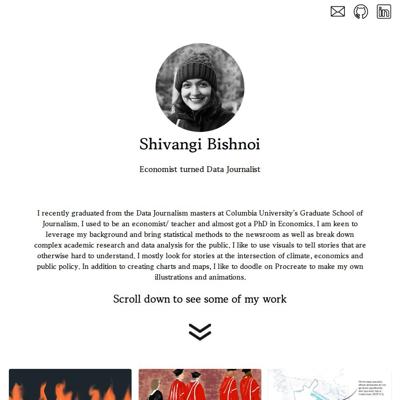 Shivangi Bishnoi
Economist turned Data Journalist
I recently graduated from the Data Journalism masters at Columbia University's Graduate School of
Journalism. I used to be an economist/ teacher and almost got a PhD in Economics. I am keen to
leverage my background and bring statistical methods to the newsroom as well as break down
complex academic research and data analysis for the public. I like to use visuals to tell stories that are
otherwise hard to understand. I mostly look for stories at the intersection of climate, economics and
public policy. In addition to creating charts and maps, I like to doodle on Procreate to make my own
illustrations and animations.
Scroll down to see some of my work